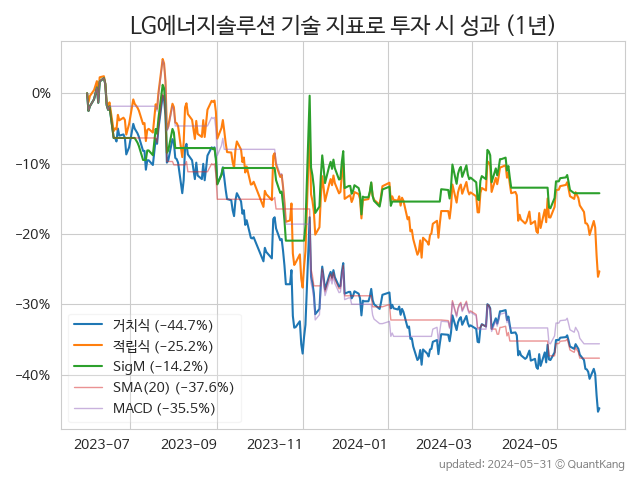 LG에너지솔루션 기술 지표로 투자 시 성과 (1년)
0%
−10%
−20%
−30%
−40%
거치식 (−44.7%)
적립식 (−25.2%)
SigM (−14.2%)
SMA(20) (−37.6%)
MACD (−35.5%)
2023-07
2023-09
2023-11
2024-01
2024-03
2024-05
updated: 2024-05-31 © QuantKang